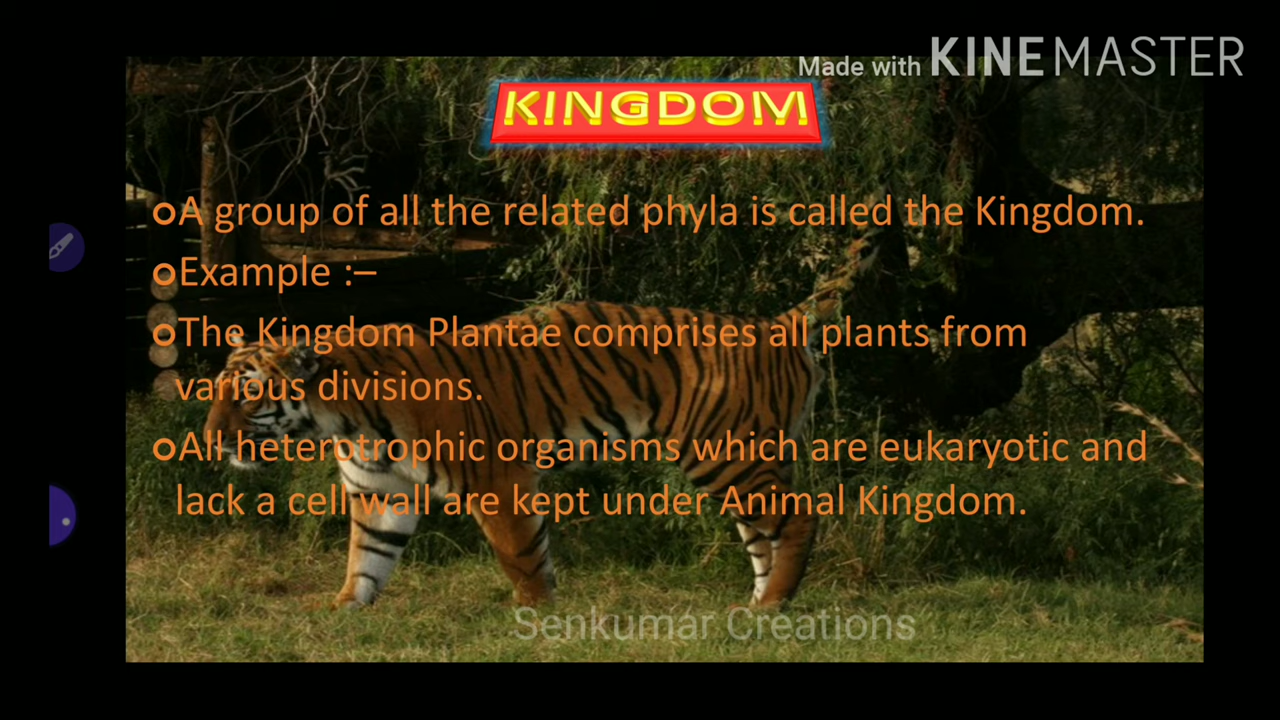 Made with KINEMASTER
KINGDOM
A group of all the related phyla is called the Kingdom.
Example :–
The Kingdom Plantae comprises all plants from
various divisions.
All heterotrophic organisms which are eukaryotic and
lack a cell wall are kept under Animal Kingdom.
Senkumar Creations